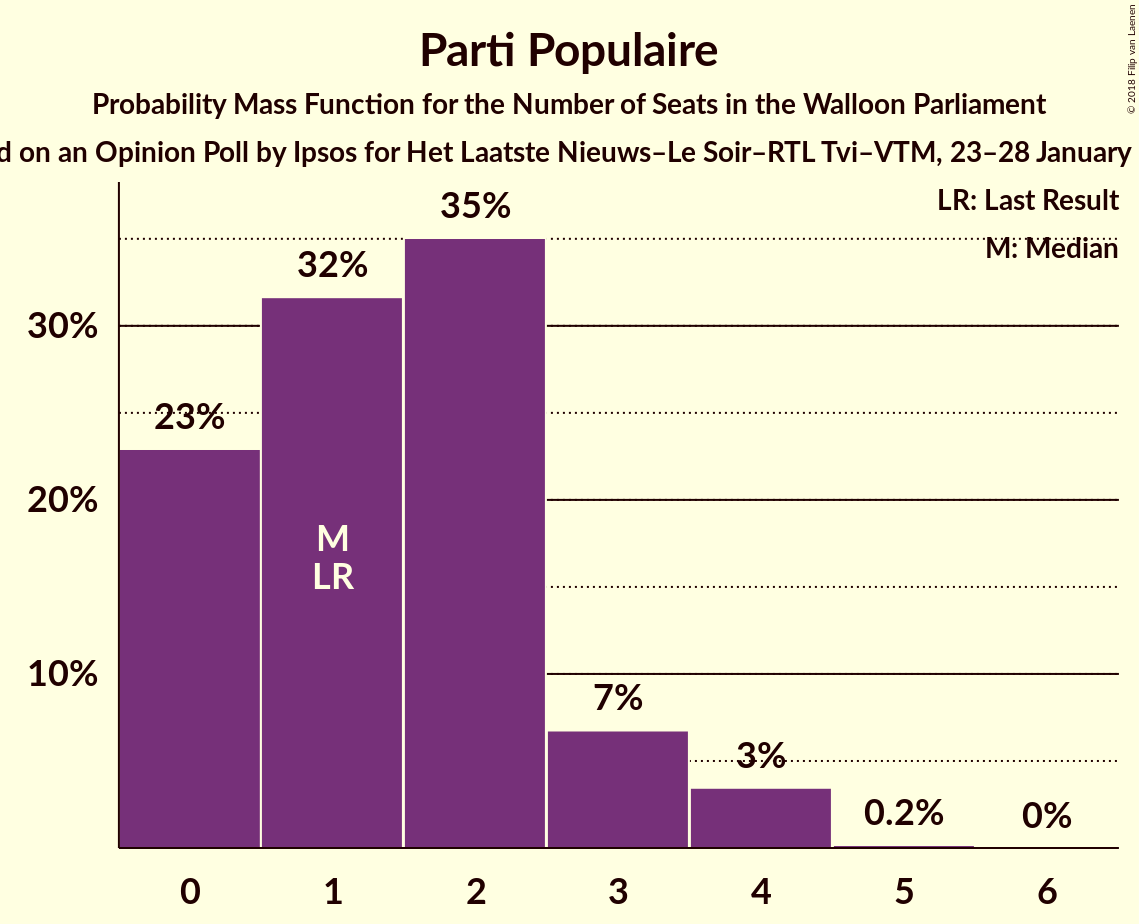 Parti Populaire
Probability Mass Function for the Number of Seats in the Walloon Parliament
on an Opinion Poll by Ipsos for Het Laatste Nieuws–Le Soir–RTL Tvi–VTM, 23–28 January
© 2018 Filip van Laenen
LR: Last Result
M: Median
35%
32%
30%
23%
20%
M
LR
10%
7%
3%
0.2%
0%
0 1 2 3 4 5 6